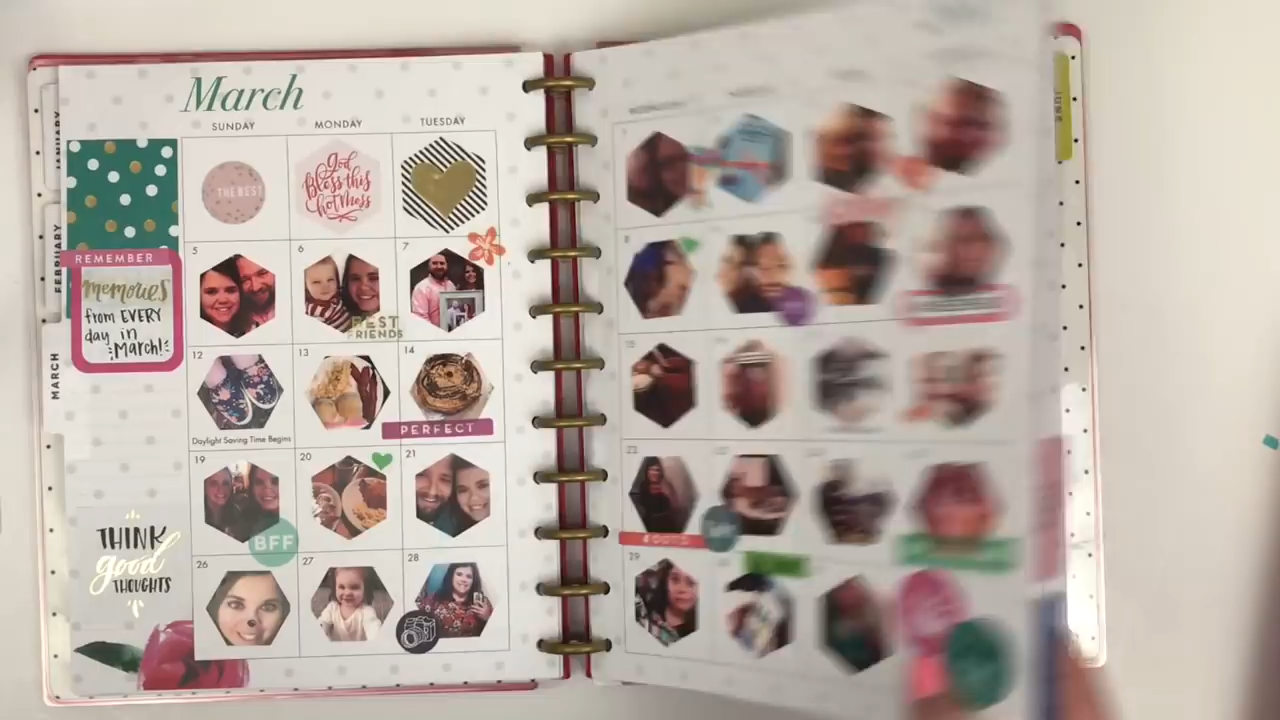 March
SUNDAY MONDAY TUESDAY
THE BEST
God
Bless this
hot mess
REMEMBER
memories
from EVERY
day in
March!
5 6 7
BEST
FRIENDS
12 13 14
Daylight Saving Time Begins
PERFECT
19 20 21
BFF
THINK
good
THOUGHTS
26 27 28
29
JANUARY
FEBRUARY
MARCH
JUNE